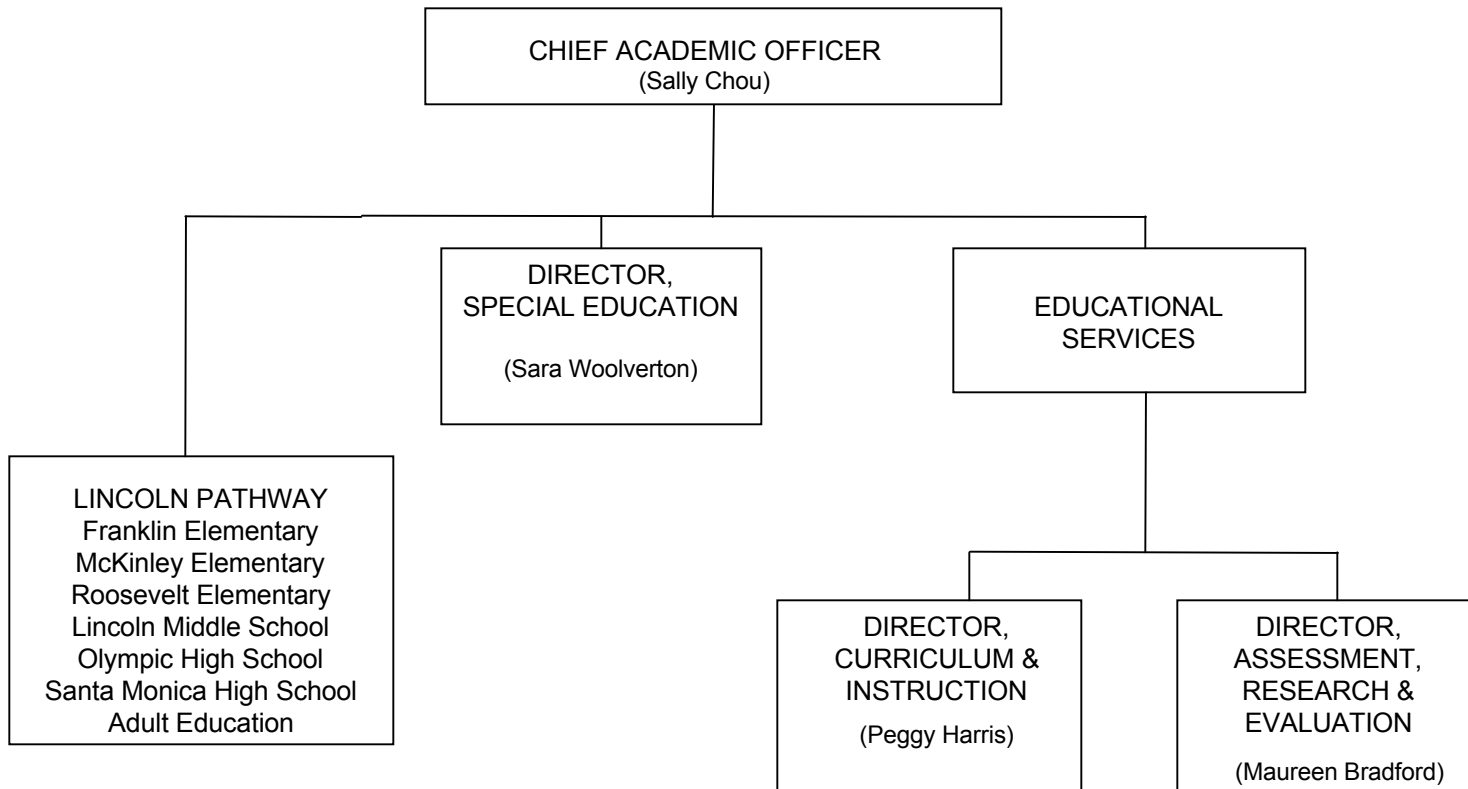 CHIEF ACADEMIC OFFICER
(Sally Chou)
DIRECTOR,
SPECIAL EDUCATION
(Sara Woolverton)
EDUCATIONAL
SERVICES
LINCOLN PATHWAY
Franklin Elementary
McKinley Elementary
Roosevelt Elementary
Lincoln Middle School
Olympic High School
Santa Monica High School
Adult Education
DIRECTOR,
CURRICULUM &
INSTRUCTION
(Peggy Harris)
DIRECTOR,
ASSESSMENT,
RESEARCH &
EVALUATION
(Maureen Bradford)